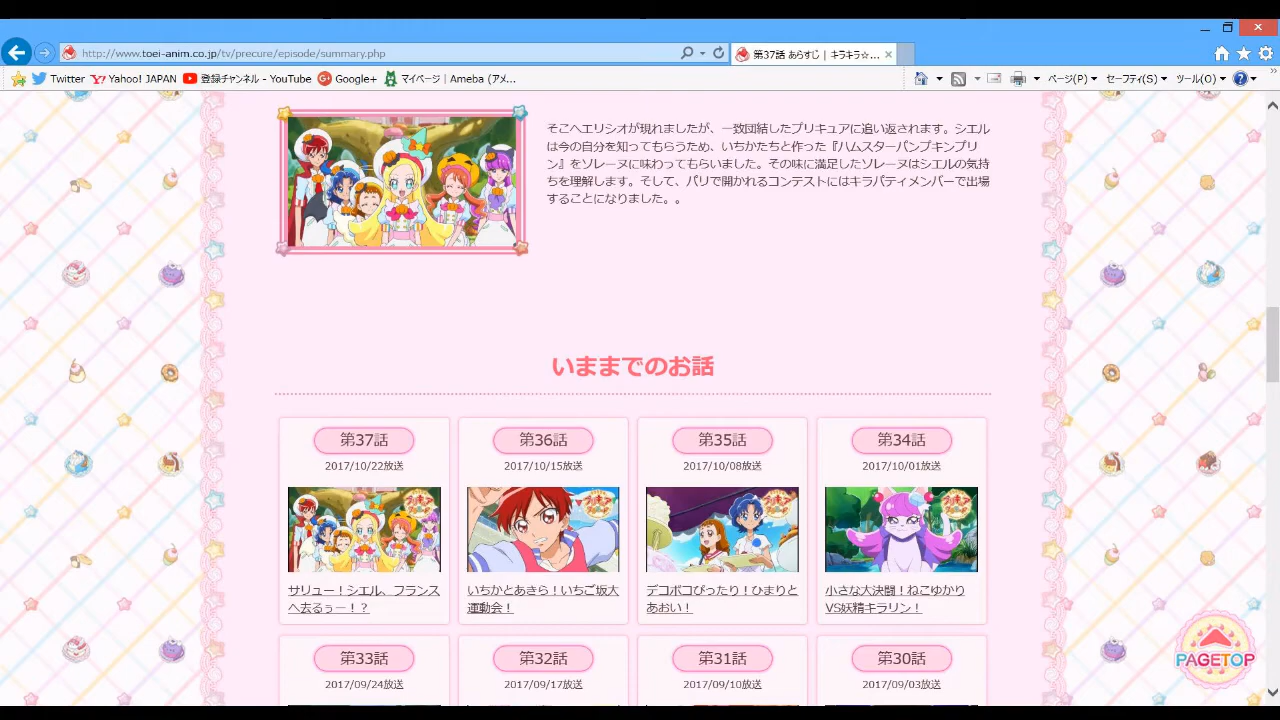 http://www.toei-anim.co.jp/tv/precure/episode/summary.php
第37話 あらすじ | キラキラ☆...
Twitter Yahoo! JAPAN 登録チャンネル - YouTube Google+ マイページ | Ameba (アメ...
ページ(P) セーフティ(S) ツール(O)
そこへエリシオが現れましたが、一致団結したプリキュアに追い返されます。シエル
は今の自分を知ってもらうため、いちかたちと作った『ハムスターパンプキンプリ
ン』をソレーヌに味わってもらいました。その味に満足したソレーヌはシエルの気持
ちを理解します。そして、パリで開かれるコンテストにはキラパティメンバーで出場
することになりました。。
いままでのお話
第37話 第36話 第35話 第34話
2017/10/22放送 2017/10/15放送 2017/10/08放送 2017/10/01放送
サリュー！シエル、フランス
へ去るぅー！？
いちかとあきら！いちご坂大
運動会！
デコボコぴったり！ひまりと
あおい！
小さな大決闘！ねこゆかり
VS妖精キラリン！
第33話 第32話 第31話 第30話
2017/09/24放送 2017/09/17放送 2017/09/10放送 2017/09/03放送
PAGETOP